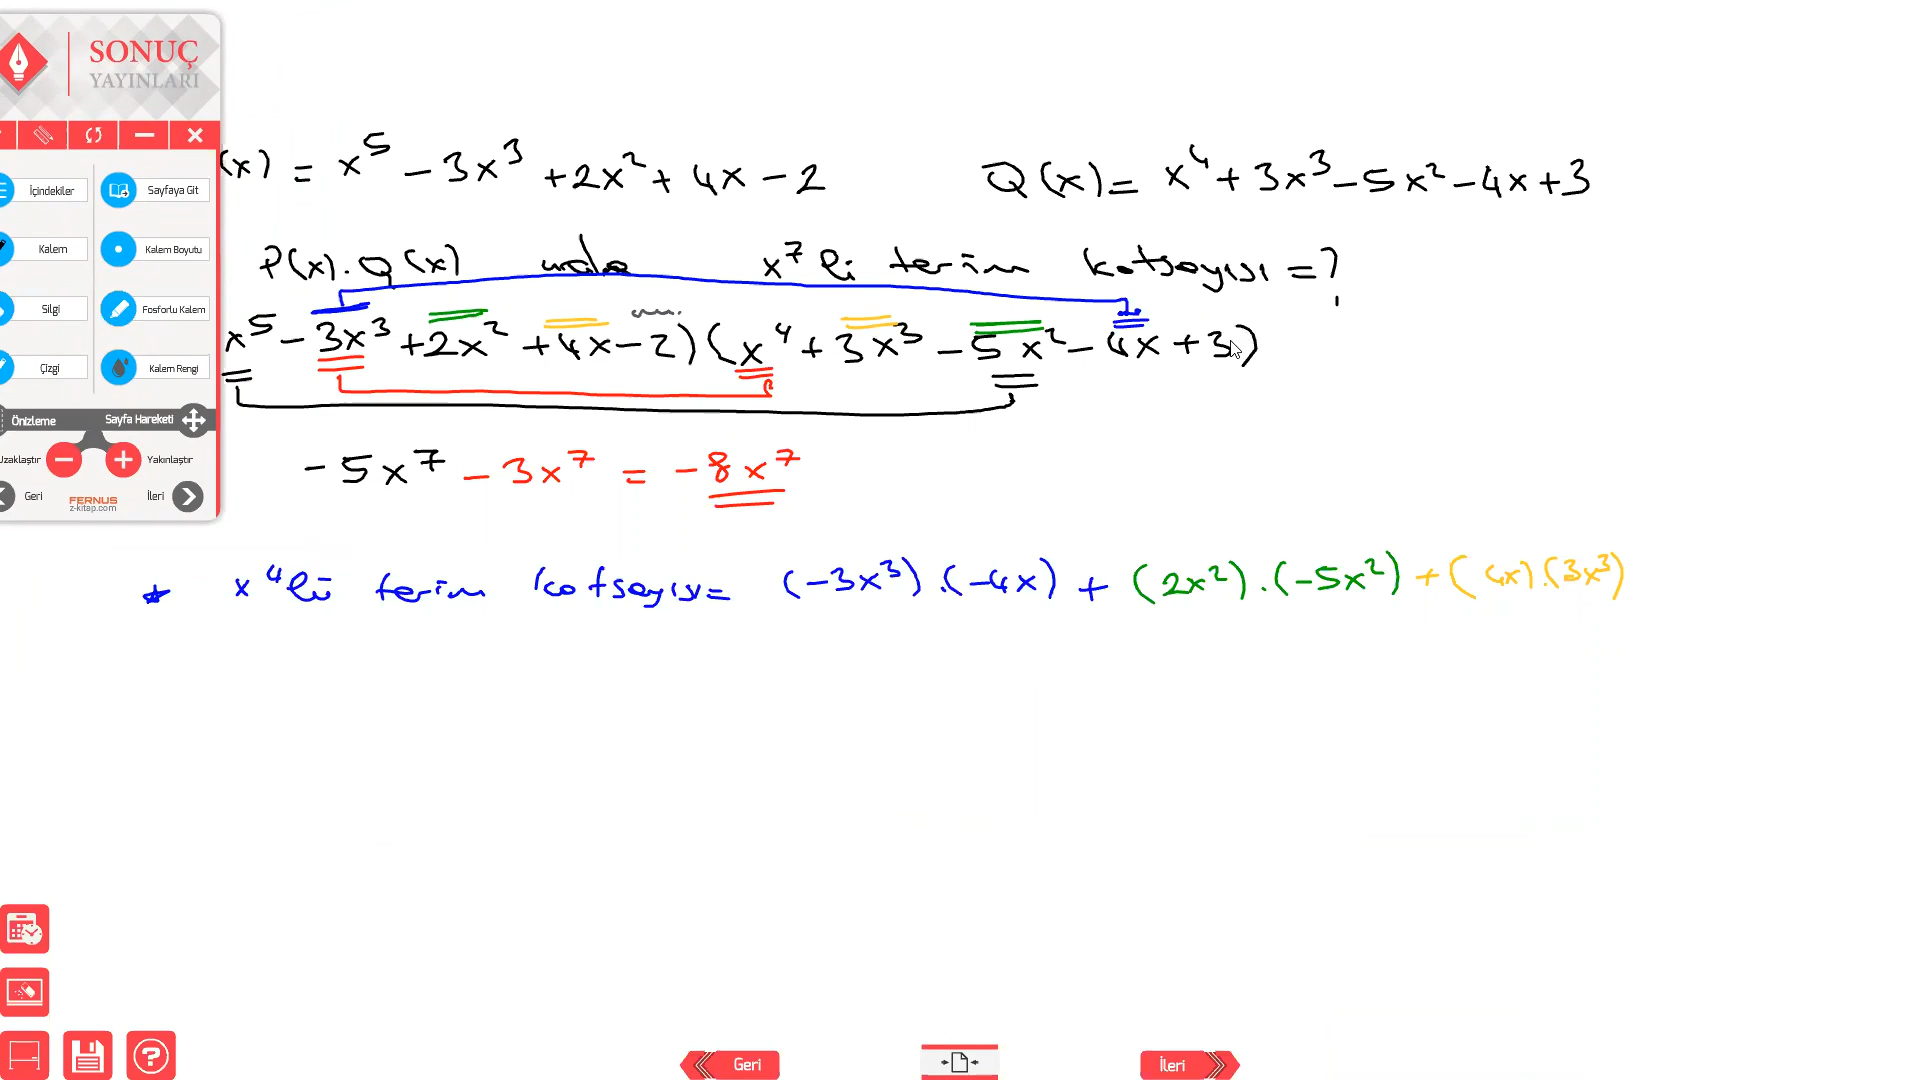 SONUÇ
YAYINLARI
İçindekiler
Sayfaya Git
Kalem
Kalem Boyutu
Silgi
Fosforlu Kalem
Çizgi
Kalem Rengi
Önizleme
Sayfa Hareketi
Uzaklaştır
Yakınlaştır
Geri
FERNUS
z-kitap.com
İleri
(x) = x⁵ - 3x³ + 2x² + 4x - 2
Q(x) = x⁴ + 3x³ - 5x² - 4x + 3
P(x).Q(x) x⁷ li terim katsayısı = ?
x⁵ - 3x³ + 2x² + 4x - 2)(x⁴ + 3x³ - 5x² - 4x + 3)
-5x⁷ - 3x⁷ = -8x⁷
* x⁴ lü terim katsayısı = (-3x³).(-4x) + (2x²).(-5x²) + (4x).(3x³)
Geri
İleri